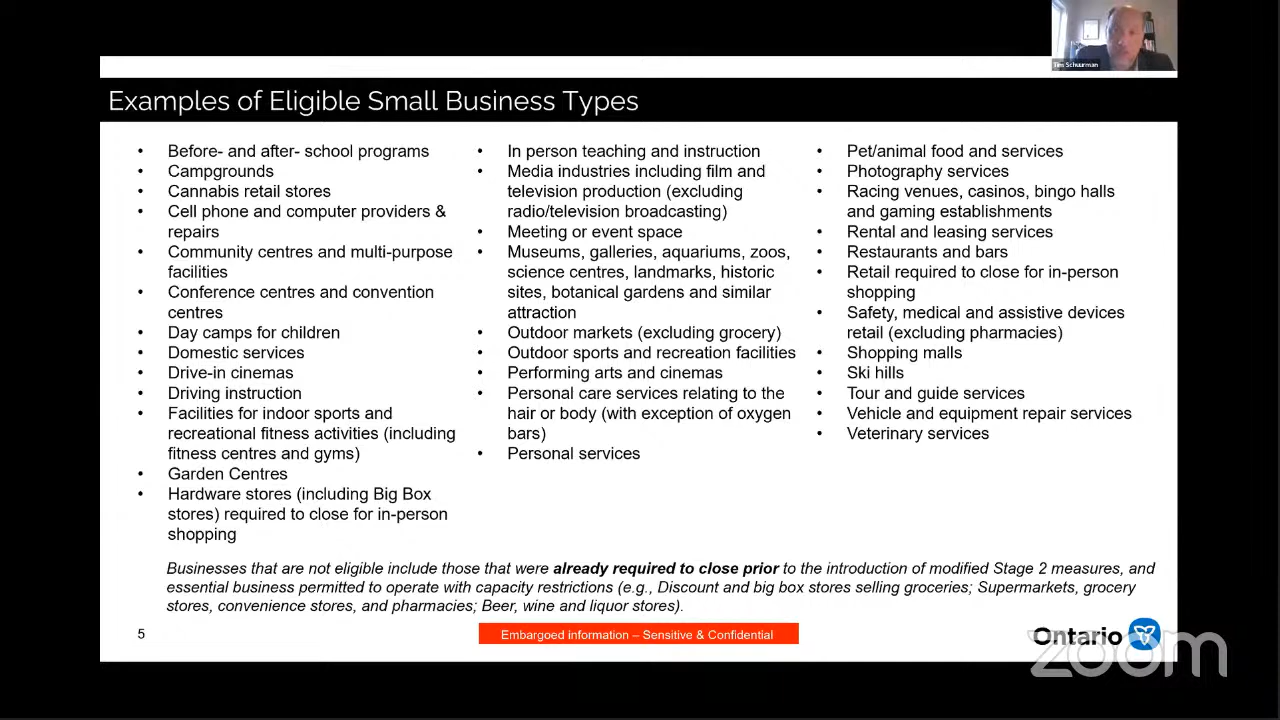 Tim Schuurman
Examples of Eligible Small Business Types
• Before- and after- school programs
• Campgrounds
• Cannabis retail stores
• Cell phone and computer providers &
repairs
• Community centres and multi-purpose
facilities
• Conference centres and convention
centres
• Day camps for children
• Domestic services
• Drive-in cinemas
• Driving instruction
• Facilities for indoor sports and
recreational fitness activities (including
fitness centres and gyms)
• Garden Centres
• Hardware stores (including Big Box
stores) required to close for in-person
shopping
• In person teaching and instruction
• Media industries including film and
television production (excluding
radio/television broadcasting)
• Meeting or event space
• Museums, galleries, aquariums, zoos,
science centres, landmarks, historic
sites, botanical gardens and similar
attraction
• Outdoor markets (excluding grocery)
• Outdoor sports and recreation facilities
• Performing arts and cinemas
• Personal care services relating to the
hair or body (with exception of oxygen
bars)
• Personal services
• Pet/animal food and services
• Photography services
• Racing venues, casinos, bingo halls
and gaming establishments
• Rental and leasing services
• Restaurants and bars
• Retail required to close for in-person
shopping
• Safety, medical and assistive devices
retail (excluding pharmacies)
• Shopping malls
• Ski hills
• Tour and guide services
• Vehicle and equipment repair services
• Veterinary services
Businesses that are not eligible include those that were already required to close prior to the introduction of modified Stage 2 measures, and
essential business permitted to operate with capacity restrictions (e.g., Discount and big box stores selling groceries; Supermarkets, grocery
stores, convenience stores, and pharmacies; Beer, wine and liquor stores).
5
Embargoed information – Sensitive & Confidential
Ontario
zoom